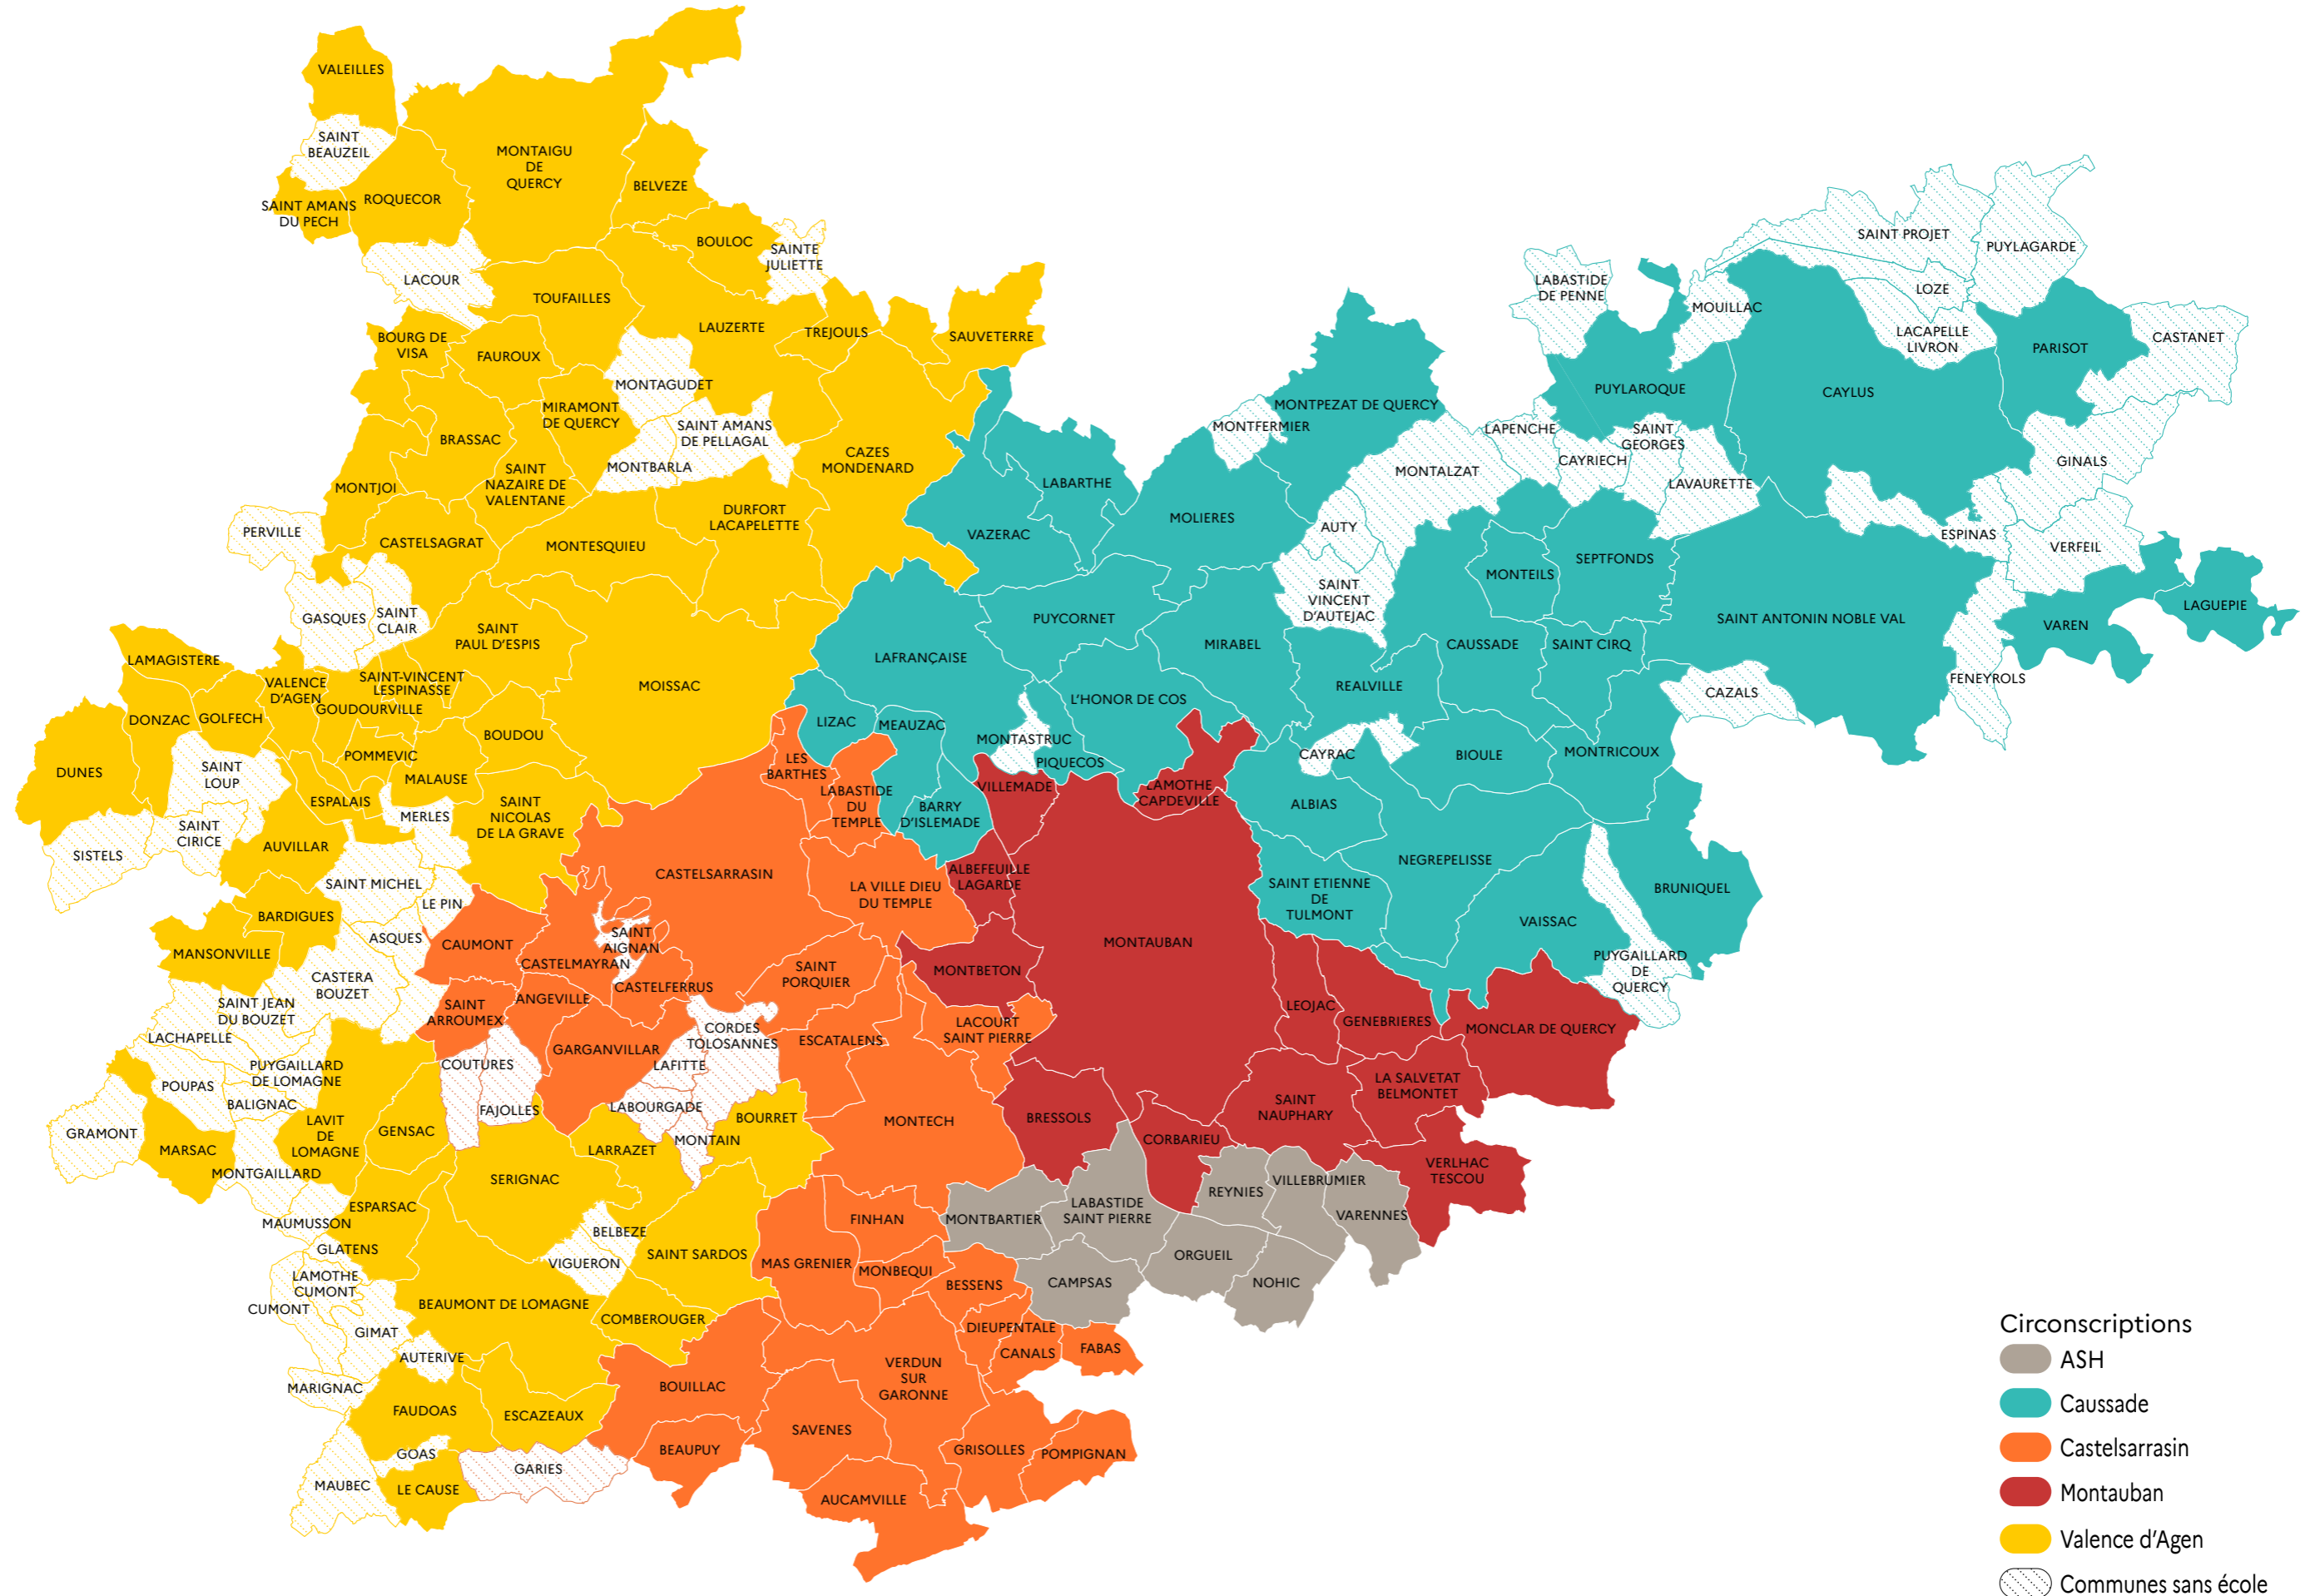 VALEILLES
SAINT
BEAUZEIL
MONTAIGU
DE
QUERCY
BELVEZE
ROQUECOR
SAINT AMANS
DU PECH
BOULOC
SAINTE
JULIETTE
LACOUR
TOUFAILLES
LAUZERTE
TREJOULS
SAUVETERRE
BOURG DE
VISA
FAUROUX
MONTAGUDET
MIRAMONT
DE QUERCY
BRASSAC
SAINT AMANS
DE PELLAGAL
MONTBARLA
CAZES
MONDENARD
SAINT
NAZAIRE DE
VALENTANE
MONTJOI
DURFORT
LACAPELETTE
PERVILLE
CASTELSAGRAT
MONTESQUIEU
GASQUES
SAINT
CLAIR
SAINT
PAUL D'ESPIS
LAMAGISTERE
VALENCE
D'AGEN
SAINT-VINCENT
LESPINASSE
GOUDOURVILLE
MOISSAC
DONZAC
GOLFECH
BOUDOU
POMMEVIC
MALAUSE
DUNES
SAINT
LOUP
ESPALAIS
MERLES
SAINT
NICOLAS
DE LA GRAVE
SISTELS
SAINT
CIRICE
AUVILLAR
SAINT MICHEL
LE PIN
BARDIGUES
ASQUES
MANSONVILLE
CASTERA
BOUZET
SAINT JEAN
DU BOUZET
LACHAPELLE
PUYGAILLARD
DE LOMAGNE
POUPAS
BALIGNAC
GRAMONT
MARSAC
LAVIT
DE
LOMAGNE
GENSAC
MONTGAILLARD
MAUMUSSON
ESPARSAC
GLATENS
LAMOTHE
CUMONT
CUMONT
GIMAT
AUTERIVE
MARIGNAC
FAUDOAS
ESCAZEAUX
GOAS
MAUBEC
LE CAUSE
GARIES
BEAUMONT DE LOMAGNE
SERIGNAC
LARRAZET
BOURRET
BELBEZE
VIGUERON
SAINT SARDOS
COMBEROUGER
LES
BARTHES
LABASTIDE
DU
TEMPLE
CASTELSARRASIN
LA VILLE DIEU
DU TEMPLE
CAUMONT
SAINT
AIGNAN
CASTELMAYRAN
CASTELFERRUS
SAINT
PORQUIER
SAINT
ARROUMEX
ANGEVILLE
GARGANVILLAR
CORDES
TOLOSANNES
LAFITTE
COUTURES
FAJOLLES
LABOURGADE
MONTAIN
ESCATALENS
LACOURT
SAINT PIERRE
MONTECH
FINHAN
MAS GRENIER
MONBEQUI
BESSENS
DIEUPENTALE
CANALS
FABAS
VERDUN
SUR
GARONNE
BOUILLAC
SAVENES
BEAUPUY
GRISOLLES
POMPIGNAN
AUCAMVILLE
LABARTHE
VAZERAC
MOLIERES
MONTPEZAT DE QUERCY
MONTFERMIER
LAPENCHE
MONTALZAT
AUTY
SAINT
VINCENT
D'AUTEJAC
PUYCORNET
MIRABEL
LAFRANÇAISE
L'HONOR DE COS
REALVILLE
LIZAC
MEAUZAC
MONTASTRUC
PIQUECOS
BARRY
D'ISLEMADE
LABASTIDE
DE PENNE
MOUILLAC
SAINT PROJET
PUYLAGARDE
LOZE
LACAPELLE
LIVRON
PARISOT
CASTANET
PUYLAROQUE
CAYLUS
SAINT
GEORGES
CAYRIECH
LAVAURETTE
GINALS
ESPINAS
VERFEIL
SEPTFONDS
MONTEILS
CAUSSADE
SAINT CIRQ
SAINT ANTONIN NOBLE VAL
VAREN
LAGUEPIE
CAZALS
FENEYROLS
CAYRAC
BIOULE
MONTRICOUX
ALBIAS
NEGREPELISSE
SAINT ETIENNE
DE
TULMONT
VAISSAC
BRUNIQUEL
PUYGAILLARD
DE
QUERCY
VILLEMADE
LAMOTHE
CAPDEVILLE
ALBEFEUILLE
LAGARDE
MONTAUBAN
MONTBETON
LEOJAC
GENEBRIERES
MONCLAR DE QUERCY
LA SALVETAT
BELMONTET
SAINT
NAUPHARY
BRESSOLS
CORBARIEU
VERLHAC
TESCOU
REYNIES
VILLEBRUMIER
VARENNES
MONTBARTIER
LABASTIDE
SAINT PIERRE
ORGUEIL
NOHIC
CAMPSAS
Circonscriptions
ASH
Caussade
Castelsarrasin
Montauban
Valence d'Agen
Communes sans école